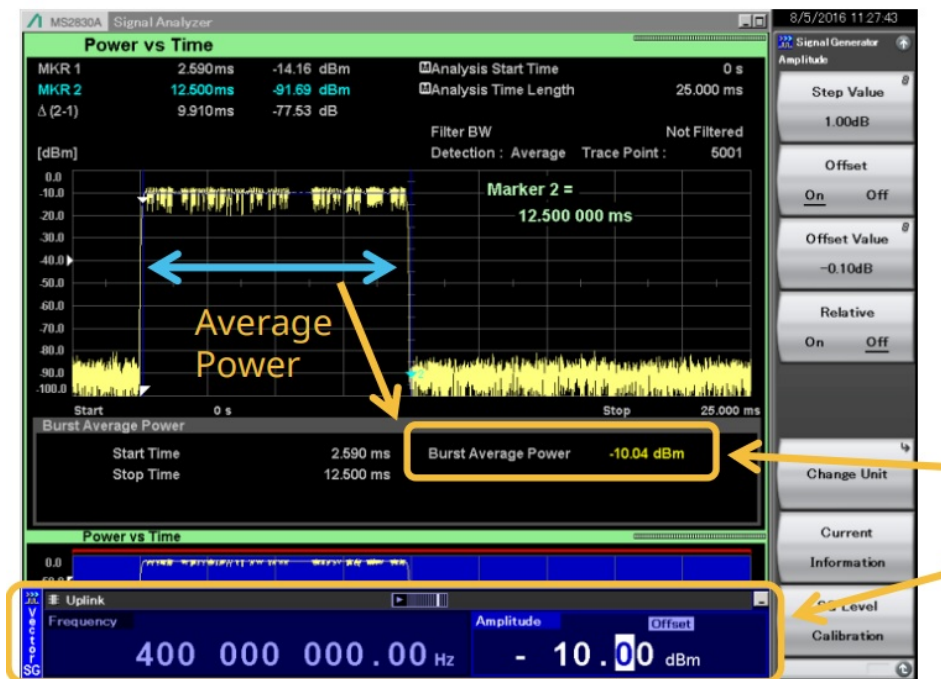 MS2830A Signal Analyzer
8/5/2016 11:27:43
Power vs Time
MKR 1 2.590ms -14.16 dBm
MKR 2 12.500ms -91.69 dBm
Δ (2-1) 9.910ms -77.53 dB
M Analysis Start Time 0 s
M Analysis Time Length 25.000 ms
Filter BW Not Filtered
Detection : Average Trace Point : 5001
[dBm]
0.0
-10.0
-20.0
-30.0
-40.0
-50.0
-60.0
-70.0
-80.0
-90.0
-100.0
Marker 2 =
12.500 000 ms
Average
Power
2
Start 0 s Stop 25.000 ms
Burst Average Power
Start Time 2.590 ms
Stop Time 12.500 ms
Burst Average Power -10.04 dBm
Power vs Time
0.0
Vector SG
Uplink
Frequency
400 000 000.00 Hz
Amplitude Offset
- 10.00 dBm
Signal Generator
Amplitude
Step Value
1.00dB
Offset
On Off
Offset Value
-0.10dB
Relative
On Off
Change Unit
Current
Information
Level
Calibration